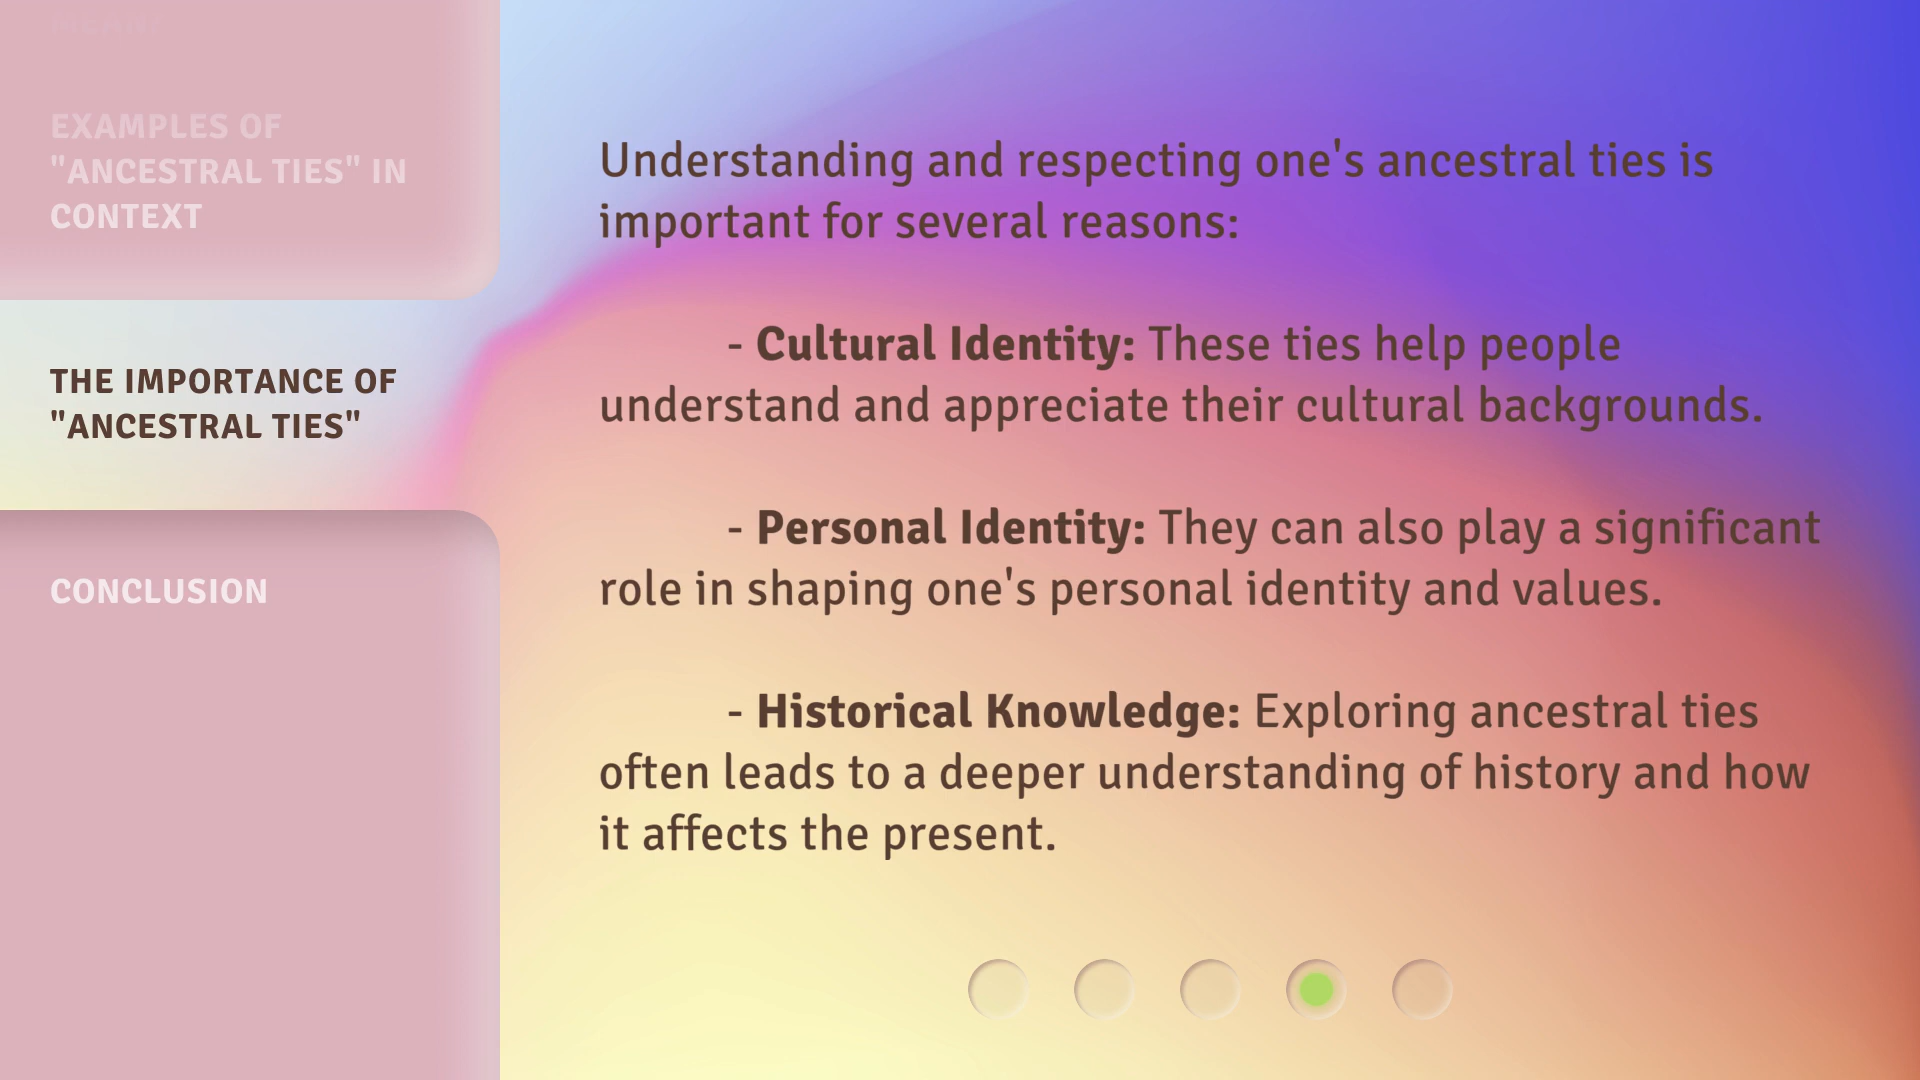 MEAN?
EXAMPLES OF
"ANCESTRAL TIES" IN
CONTEXT
THE IMPORTANCE OF
"ANCESTRAL TIES"
CONCLUSION
Understanding and respecting one's ancestral ties is
important for several reasons:
- Cultural Identity: These ties help people
understand and appreciate their cultural backgrounds.
- Personal Identity: They can also play a significant
role in shaping one's personal identity and values.
- Historical Knowledge: Exploring ancestral ties
often leads to a deeper understanding of history and how
it affects the present.